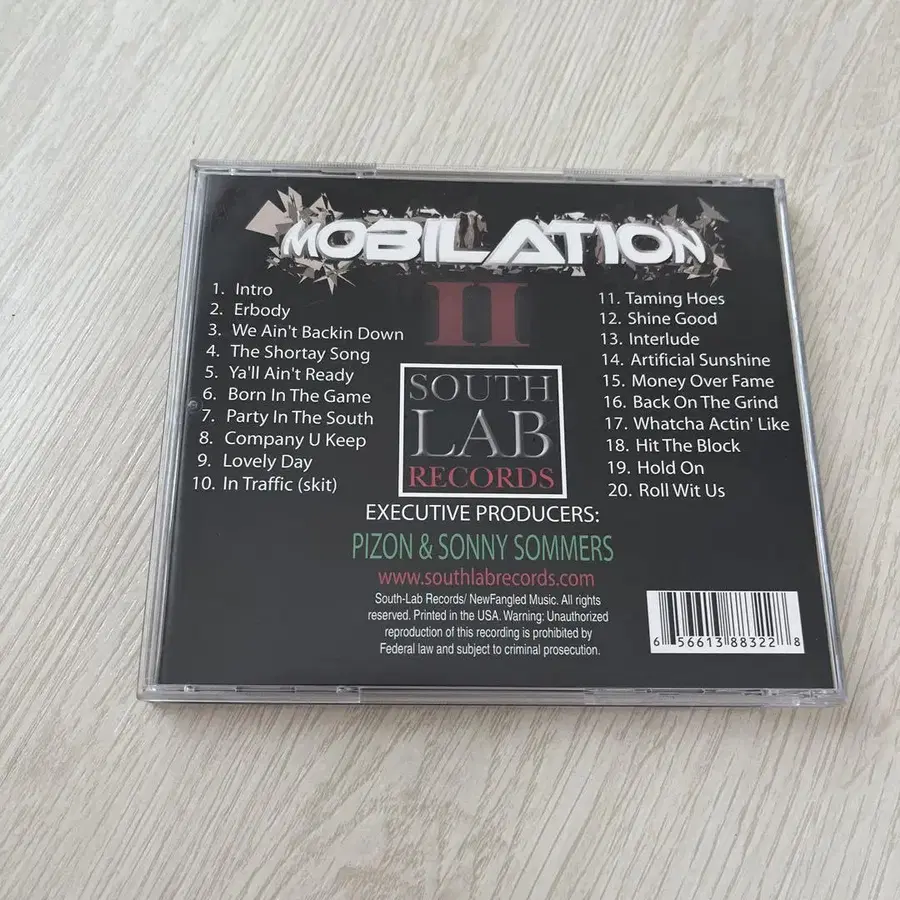 MOBILATION
II
1. Intro
2. Erbody
3. We Ain't Backin Down
4. The Shortay Song
5. Ya'll Ain't Ready
6. Born In The Game
7. Party In The South
8. Company U Keep
9. Lovely Day
10. In Traffic (skit)
11. Taming Hoes
12. Shine Good
13. Interlude
14. Artificial Sunshine
15. Money Over Fame
16. Back On The Grind
17. Whatcha Actin' Like
18. Hit The Block
19. Hold On
20. Roll Wit Us
SOUTH
LAB
RECORDS
EXECUTIVE PRODUCERS:
PIZON & SONNY SOMMERS
www.southlabrecords.com
South-Lab Records/ NewFangled Music. All rights
reserved. Printed in the USA. Warning: Unauthorized
reproduction of this recording is prohibited by
Federal law and subject to criminal prosecution.
6 56613 88322 8